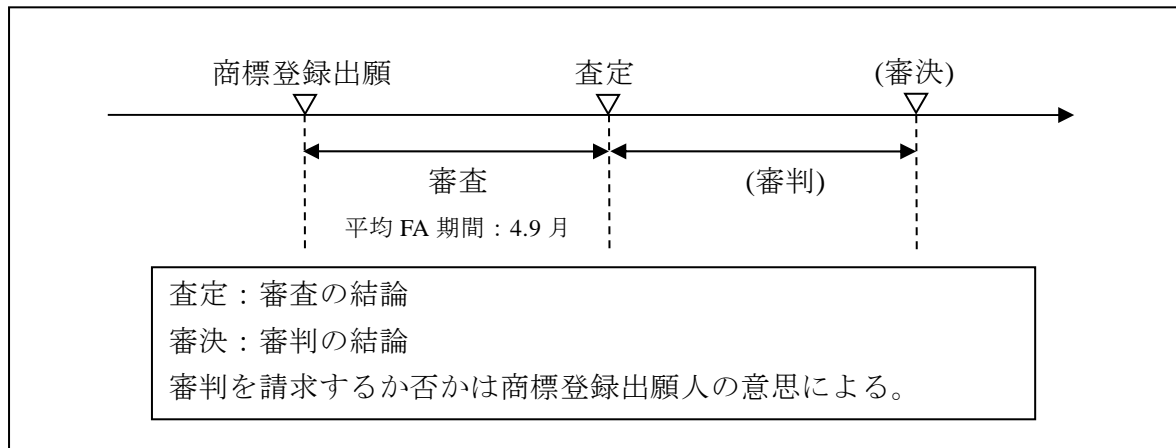 商標登録出願
査定
(審決)
審査
(審判)
平均 FA 期間：4.9 月
査定：審査の結論
審決：審判の結論
審判を請求するか否かは商標登録出願人の意思による。